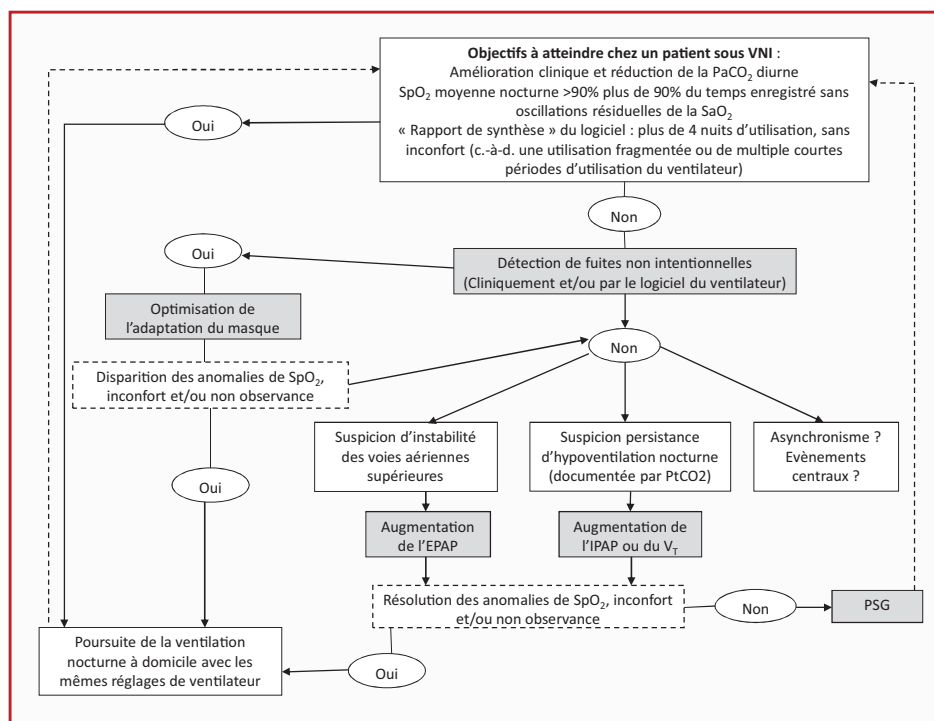 Objectifs à atteindre chez un patient sous VNI :
Amélioration clinique et réduction de la PaCO₂ diurne
SpO₂ moyenne nocturne >90% plus de 90% du temps enregistré sans
oscillations résiduelles de la SaO₂
« Rapport de synthèse » du logiciel : plus de 4 nuits d'utilisation, sans
inconfort (c.-à-d. une utilisation fragmentée ou de multiple courtes
périodes d'utilisation du ventilateur)
Oui
Non
Oui
Détection de fuites non intentionnelles
(Cliniquement et/ou par le logiciel du ventilateur)
Optimisation de
l'adaptation du masque
Non
Disparition des anomalies de SpO₂,
inconfort et/ou non observance
Suspicion d'instabilité
des voies aériennes
supérieures
Suspicion persistance
d'hypoventilation nocturne
(documentée par PtCO2)
Asynchronisme ?
Evènements
centraux ?
Oui
Augmentation
de l'EPAP
Augmentation de
l'IPAP ou du V_T
Résolution des anomalies de SpO₂, inconfort
et/ou non observance
Non
PSG
Poursuite de la ventilation
nocturne à domicile avec les
mêmes réglages de ventilateur
Oui